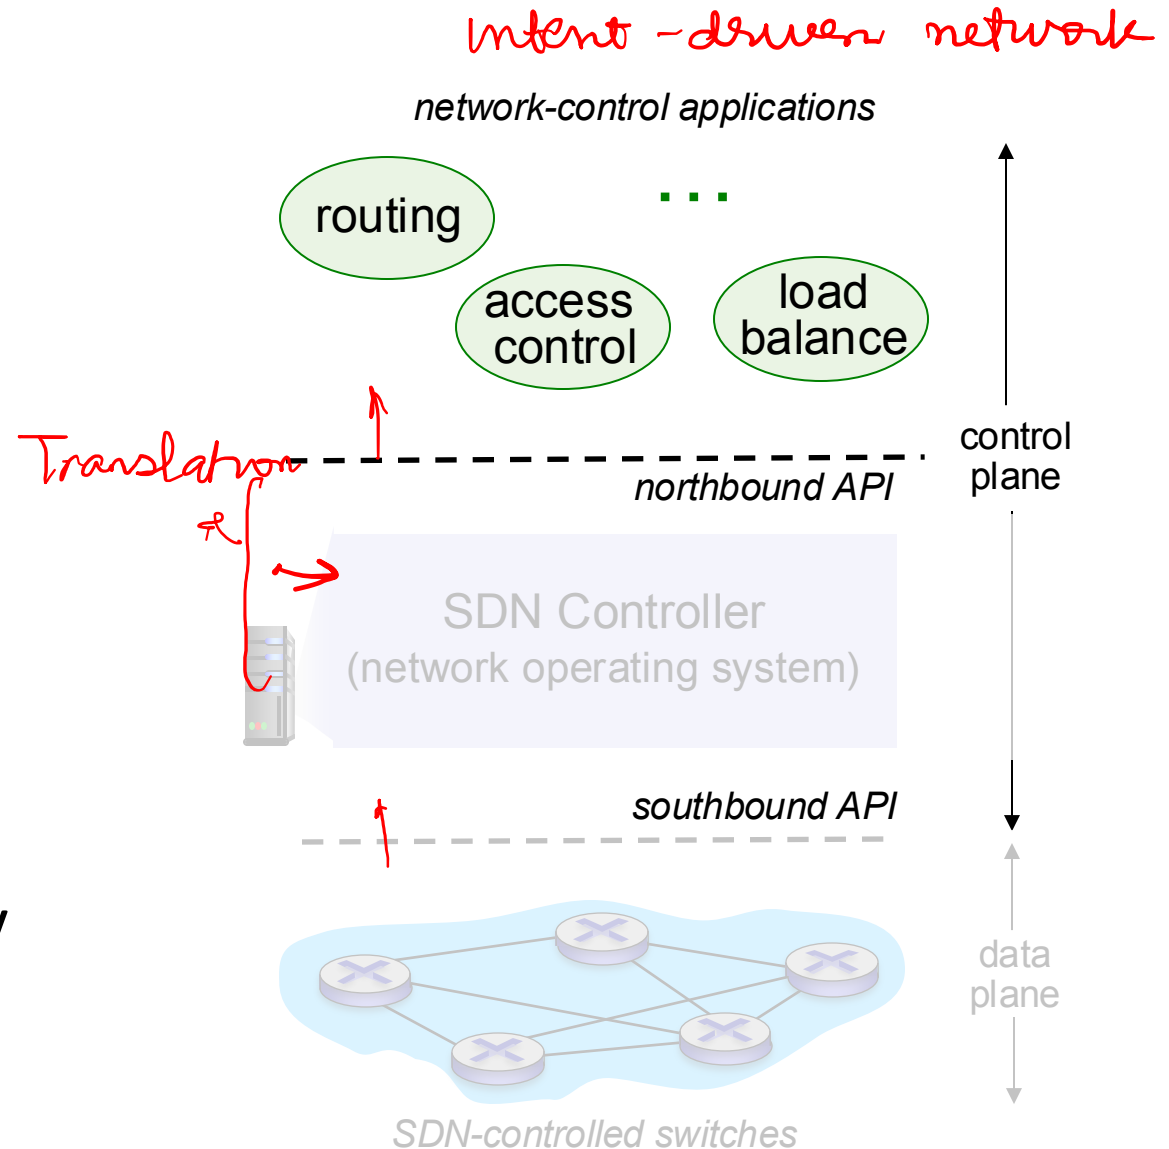 Intent-driven network
network-control applications
routing
...
access
control
load
balance
Translation
control
plane
northbound API
SDN Controller
(network operating system)
southbound API
data
plane
SDN-controlled switches